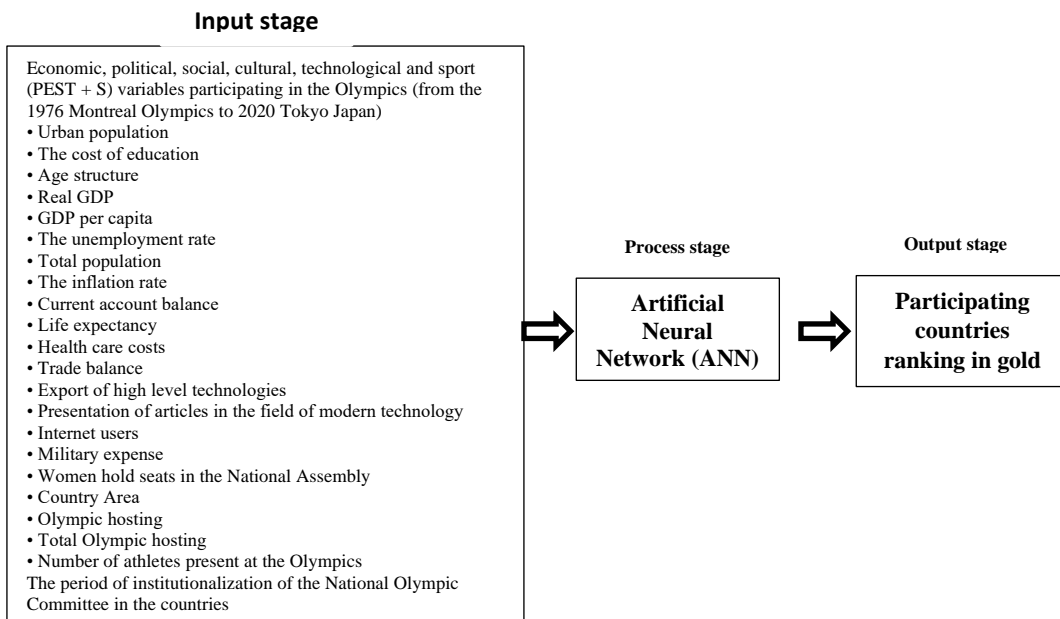 Input stage
Economic, political, social, cultural, technological and sport
(PEST + S) variables participating in the Olympics (from the
1976 Montreal Olympics to 2020 Tokyo Japan)
• Urban population
• The cost of education
• Age structure
• Real GDP
• GDP per capita
• The unemployment rate
• Total population
• The inflation rate
• Current account balance
• Life expectancy
• Health care costs
• Trade balance
• Export of high level technologies
• Presentation of articles in the field of modern technology
• Internet users
• Military expense
• Women hold seats in the National Assembly
• Country Area
• Olympic hosting
• Total Olympic hosting
• Number of athletes present at the Olympics
The period of institutionalization of the National Olympic
Committee in the countries
Process stage
Artificial
Neural
Network (ANN)
Output stage
Participating
countries
ranking in gold